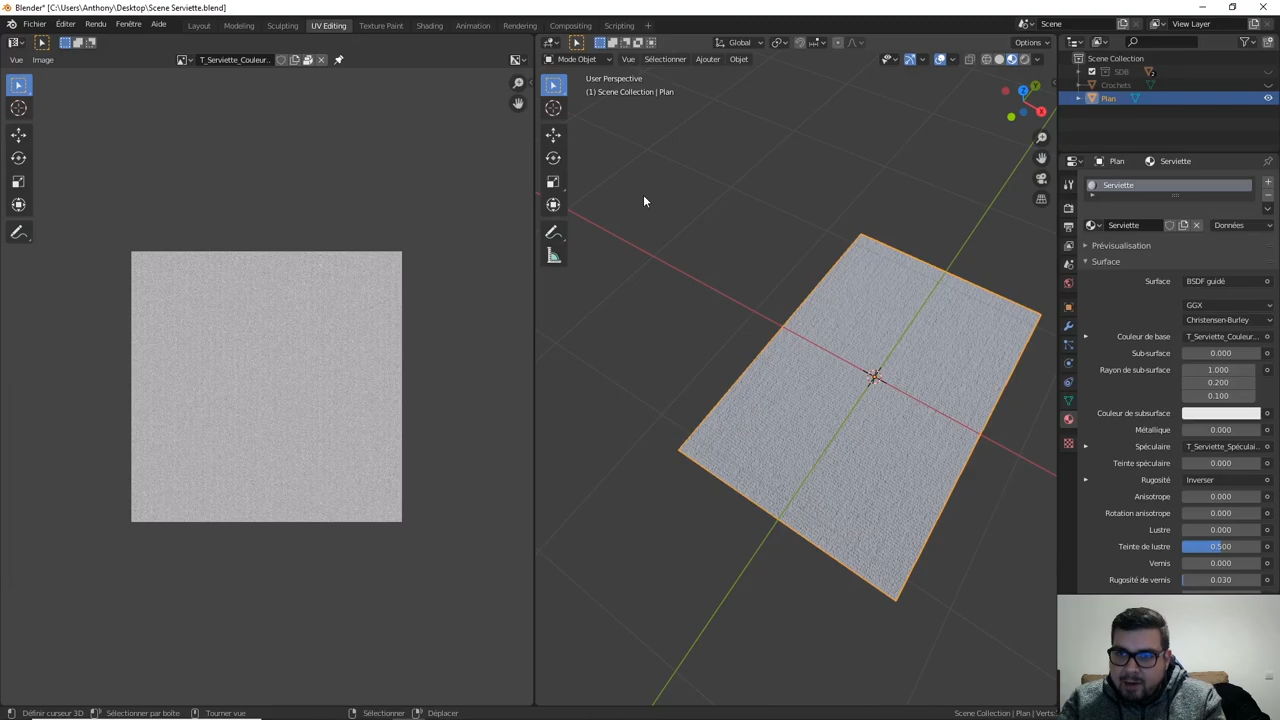 Blender* [C:\Users\Anthony\Desktop\Scene Serviette.blend]
Fichier Éditer Rendu Fenêtre Aide
Layout Modeling Sculpting UV Editing Texture Paint Shading Animation Rendering Compositing Scripting +
Scene View Layer
Global Options
Vue Image T_Serviette_Couleur...
Mode Objet Vue Sélectionner Ajouter Objet
User Perspective
(1) Scene Collection | Plan
Scene Collection
SDB 2
Crochets
Plan
Y
Z
X
Plan Serviette
Serviette
Serviette Données
Prévisualisation
Surface
Surface BSDF guidé
GGX
Christensen-Burley
Couleur de base T_Serviette_Couleur...
Sub-surface 0.000
Rayon de sub-surface 1.000
0.200
0.100
Couleur de subsurface
Métallique 0.000
Spéculaire T_Serviette_Spéculai...
Teinte spéculaire 0.000
Rugosité Inverser
Anisotrope 0.000
Rotation anisotrope 0.000
Lustre 0.000
Teinte de lustre 0.500
Vernis 0.000
Rugosité de vernis 0.030
Définir curseur 3D Sélectionner par boîte Tourner vue Sélectionner Déplacer Scene Collection | Plan | Verts: